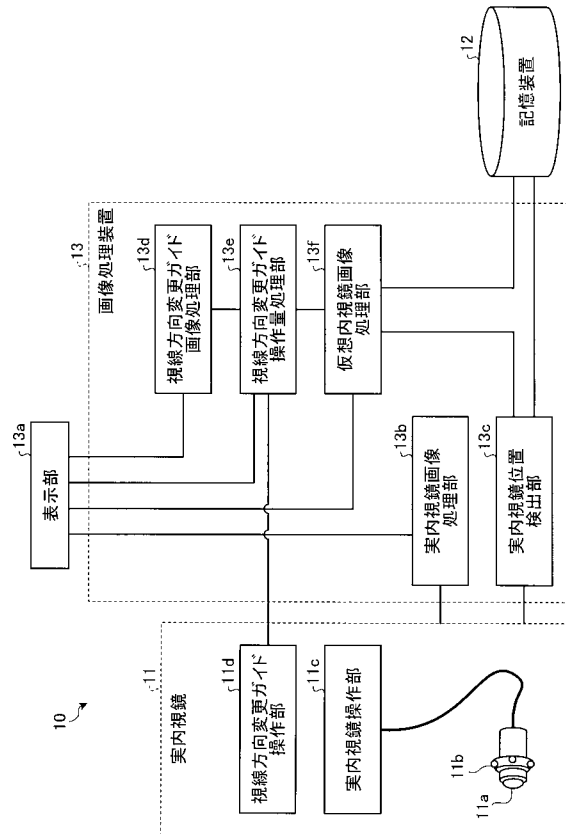 10
11
実内視鏡
11d
視線方向変更ガイド
操作部
11c
実内視鏡操作部
11b
11a
13a
表示部
13
画像処理装置
13d
視線方向変更ガイド
画像処理部
13e
視線方向変更ガイド
操作量処理部
13f
仮想内視鏡画像
処理部
13b
実内視鏡画像
処理部
13c
実内視鏡位置
検出部
12
記憶装置